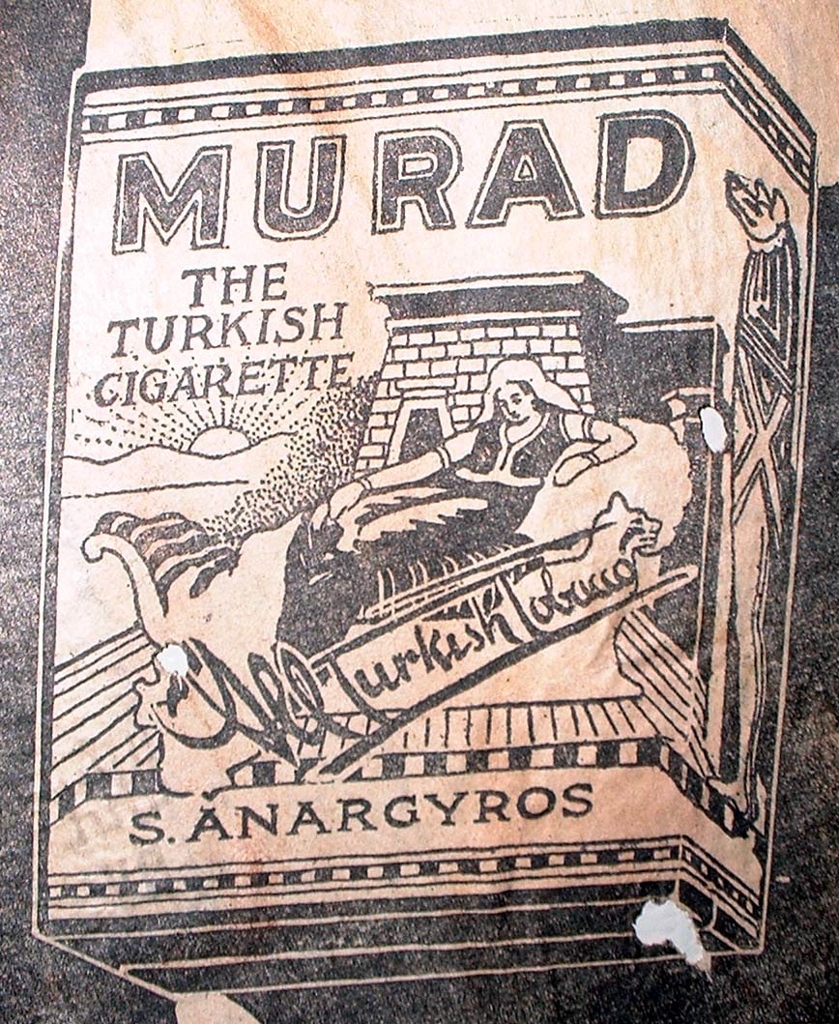 MURAD
THE
TURKISH
CIGARETTE
All Turkish Tobacco
S. ANARGYROS